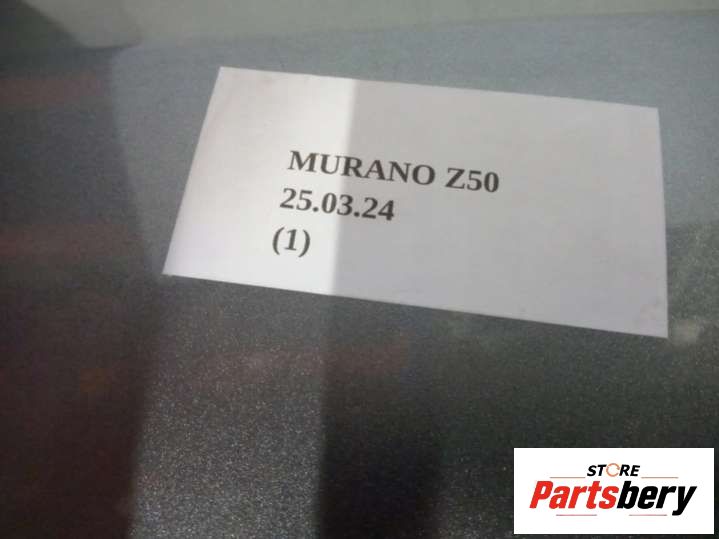 MURANO Z50
25.03.24
(1)
STORE
Partsbery